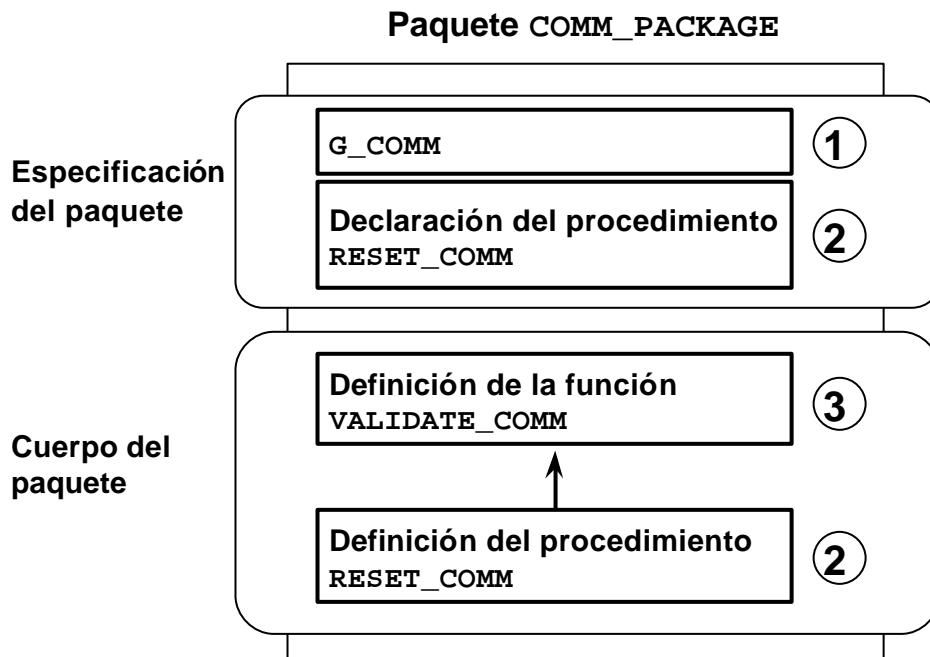 Paquete COMM_PACKAGE
G_COMM
1
Especificación
del paquete
Declaración del procedimiento
RESET_COMM
2
Definición de la función
VALIDATE_COMM
3
Cuerpo del
paquete
Definición del procedimiento
RESET_COMM
2